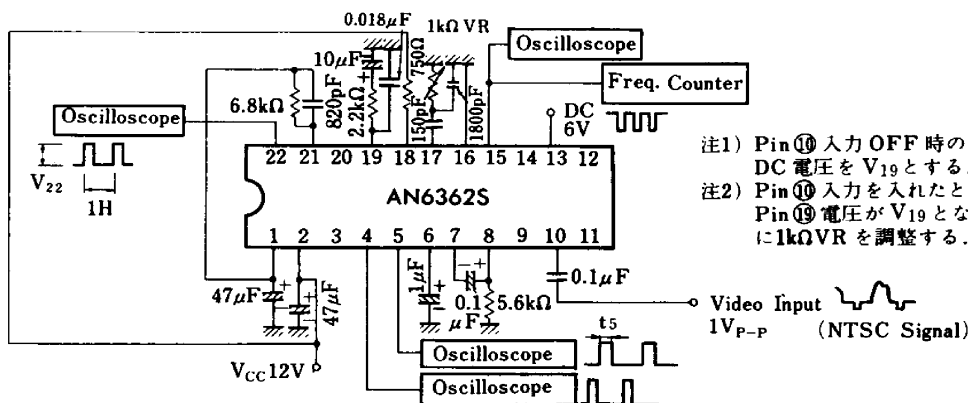 0.018μF
1kΩ VR
10μF
750Ω
Oscilloscope
Freq. Counter
6.8kΩ
820pF
2.2kΩ
150pF
1800pF
DC
6V
Oscilloscope
V22
1H
22 21 20 19 18 17 16 15 14 13 12
AN6362S
1 2 3 4 5 6 7 8 9 10 11
注1) Pin⑩入力OFF時の
DC電圧をV19とする.
注2) Pin⑩入力を入れたと
Pin⑲電圧がV19とな
に1kΩVRを調整する.
47μF
47μF
1μF
0.1
μF
5.6kΩ
0.1μF
VCC 12V
Video Input
1VP-P
(NTSC Signal)
t5
Oscilloscope
Oscilloscope